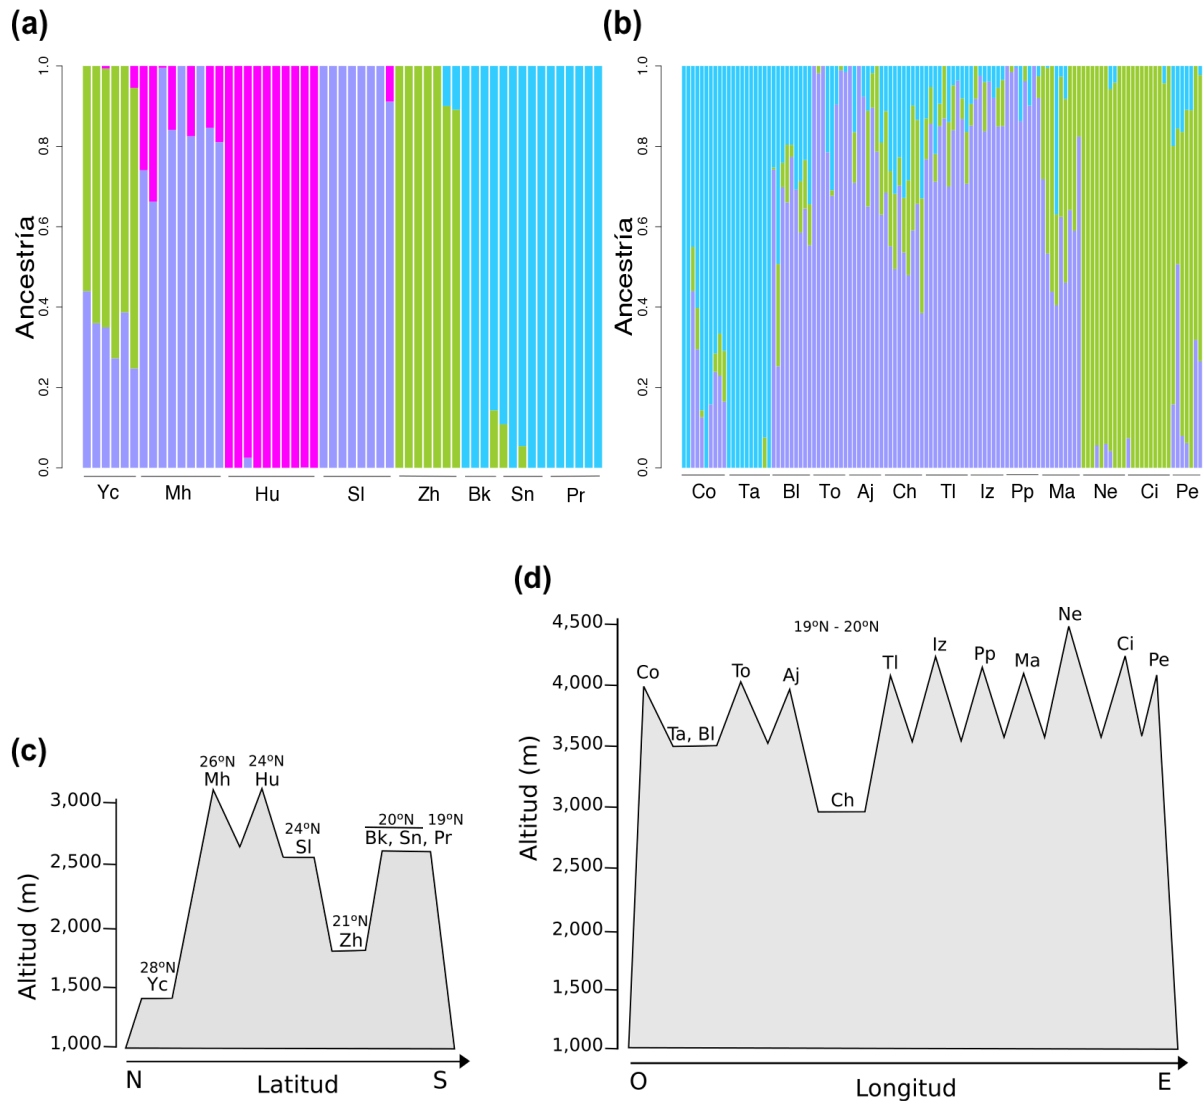 (a)
Ancestría
1.0
0.8
0.6
0.4
0.2
0.0
Yc Mh Hu Sl Zh Bk Sn Pr
(b)
Ancestría
1.0
0.8
0.6
0.4
0.2
0.0
Co Ta Bl To Aj Ch Tl Iz Pp Ma Ne Ci Pe
(c)
Altitud (m)
3,000
2,500
2,000
1,500
1,000
28ºN
Yc
26ºN
Mh
24ºN
Hu
24ºN
Sl
21ºN
Zh
20ºN 19ºN
Bk, Sn, Pr
N Latitud S
(d)
Altitud (m)
4,500
4,000
3,500
3,000
2,500
2,000
1,500
1,000
19ºN - 20ºN
Co
Ta, Bl
To
Aj
Ch
Tl
Iz
Pp
Ma
Ne
Ci
Pe
O Longitud E